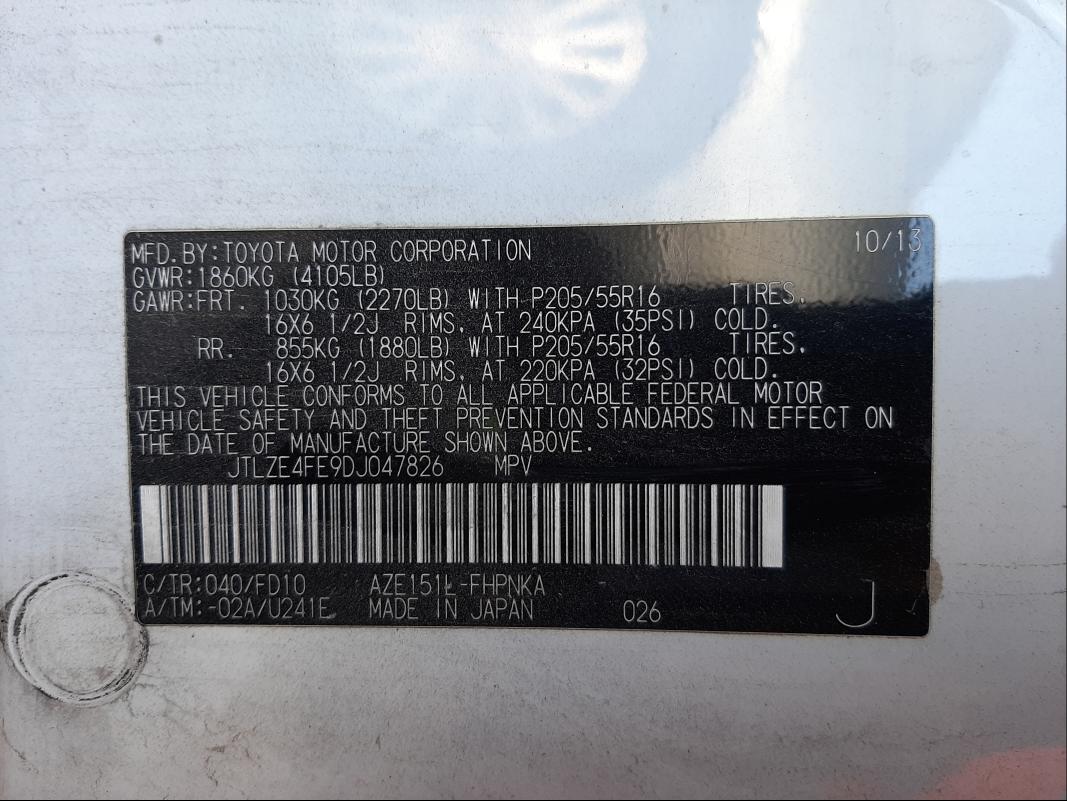 MFD.BY:TOYOTA MOTOR CORPORATION 10/13
GVWR:1860KG (4105LB)
GAWR:FRT. 1030KG (2270LB) WITH P205/55R16 TIRES.
16X6 1/2J RIMS. AT 240KPA (35PSI) COLD.
RR. 855KG (1880LB) WITH P205/55R16 TIRES.
16X6 1/2J RIMS. AT 220KPA (32PSI) COLD.
THIS VEHICLE CONFORMS TO ALL APPLICABLE FEDERAL MOTOR
VEHICLE SAFETY AND THEFT PREVENTION STANDARDS IN EFFECT ON
THE DATE OF MANUFACTURE SHOWN ABOVE.
JTLZE4FE9DJ047826 MPV
C/TR:040/FD10 AZE151L-FHPNKA
A/TM:-02A/U241E MADE IN JAPAN 026 J